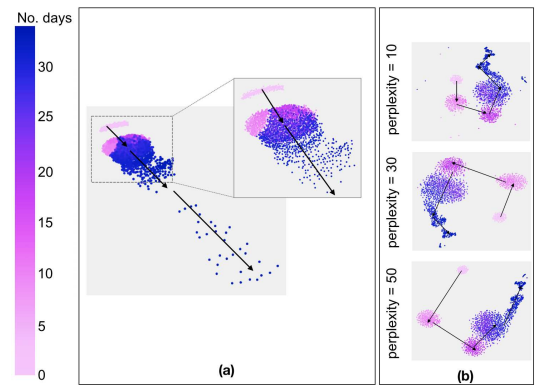 No. days
30
25
20
15
10
5
0
(a)
perplexity = 10
perplexity = 30
perplexity = 50
(b)